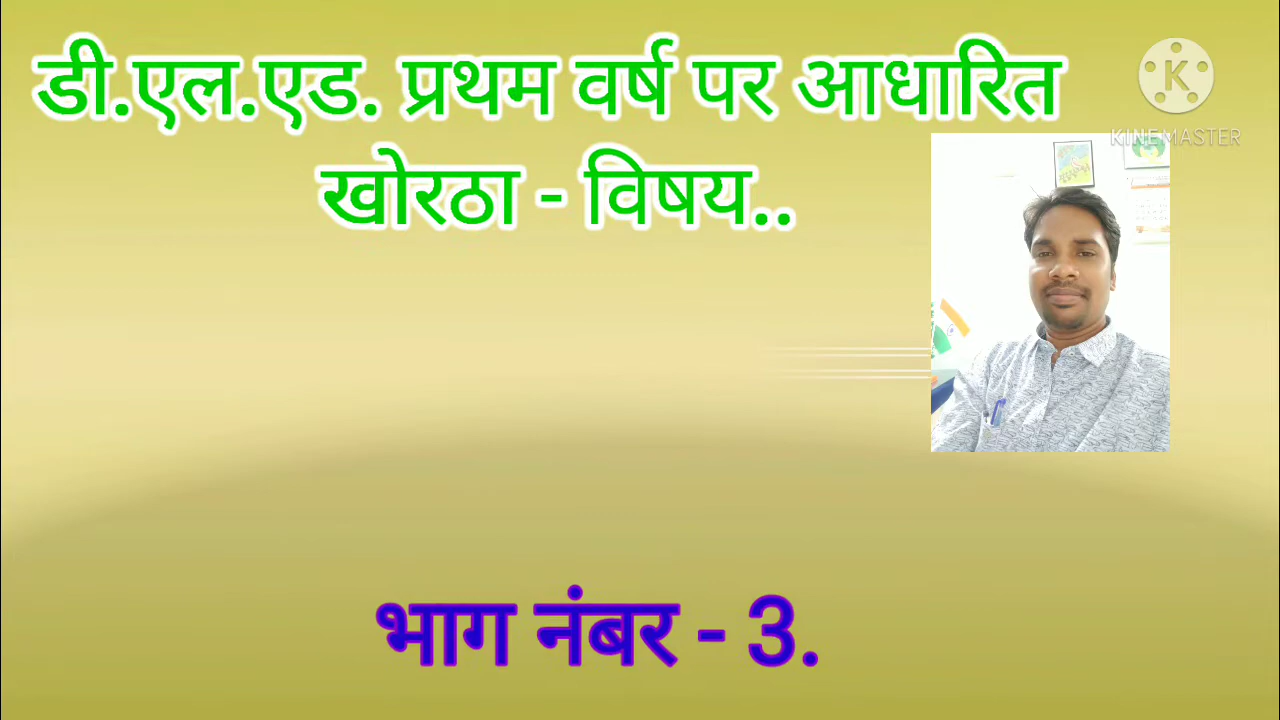 डी.एल.एड. प्रथम वर्ष पर आधारित
खोरठा - विषय..
K
KINEMASTER
भाग नंबर - 3.